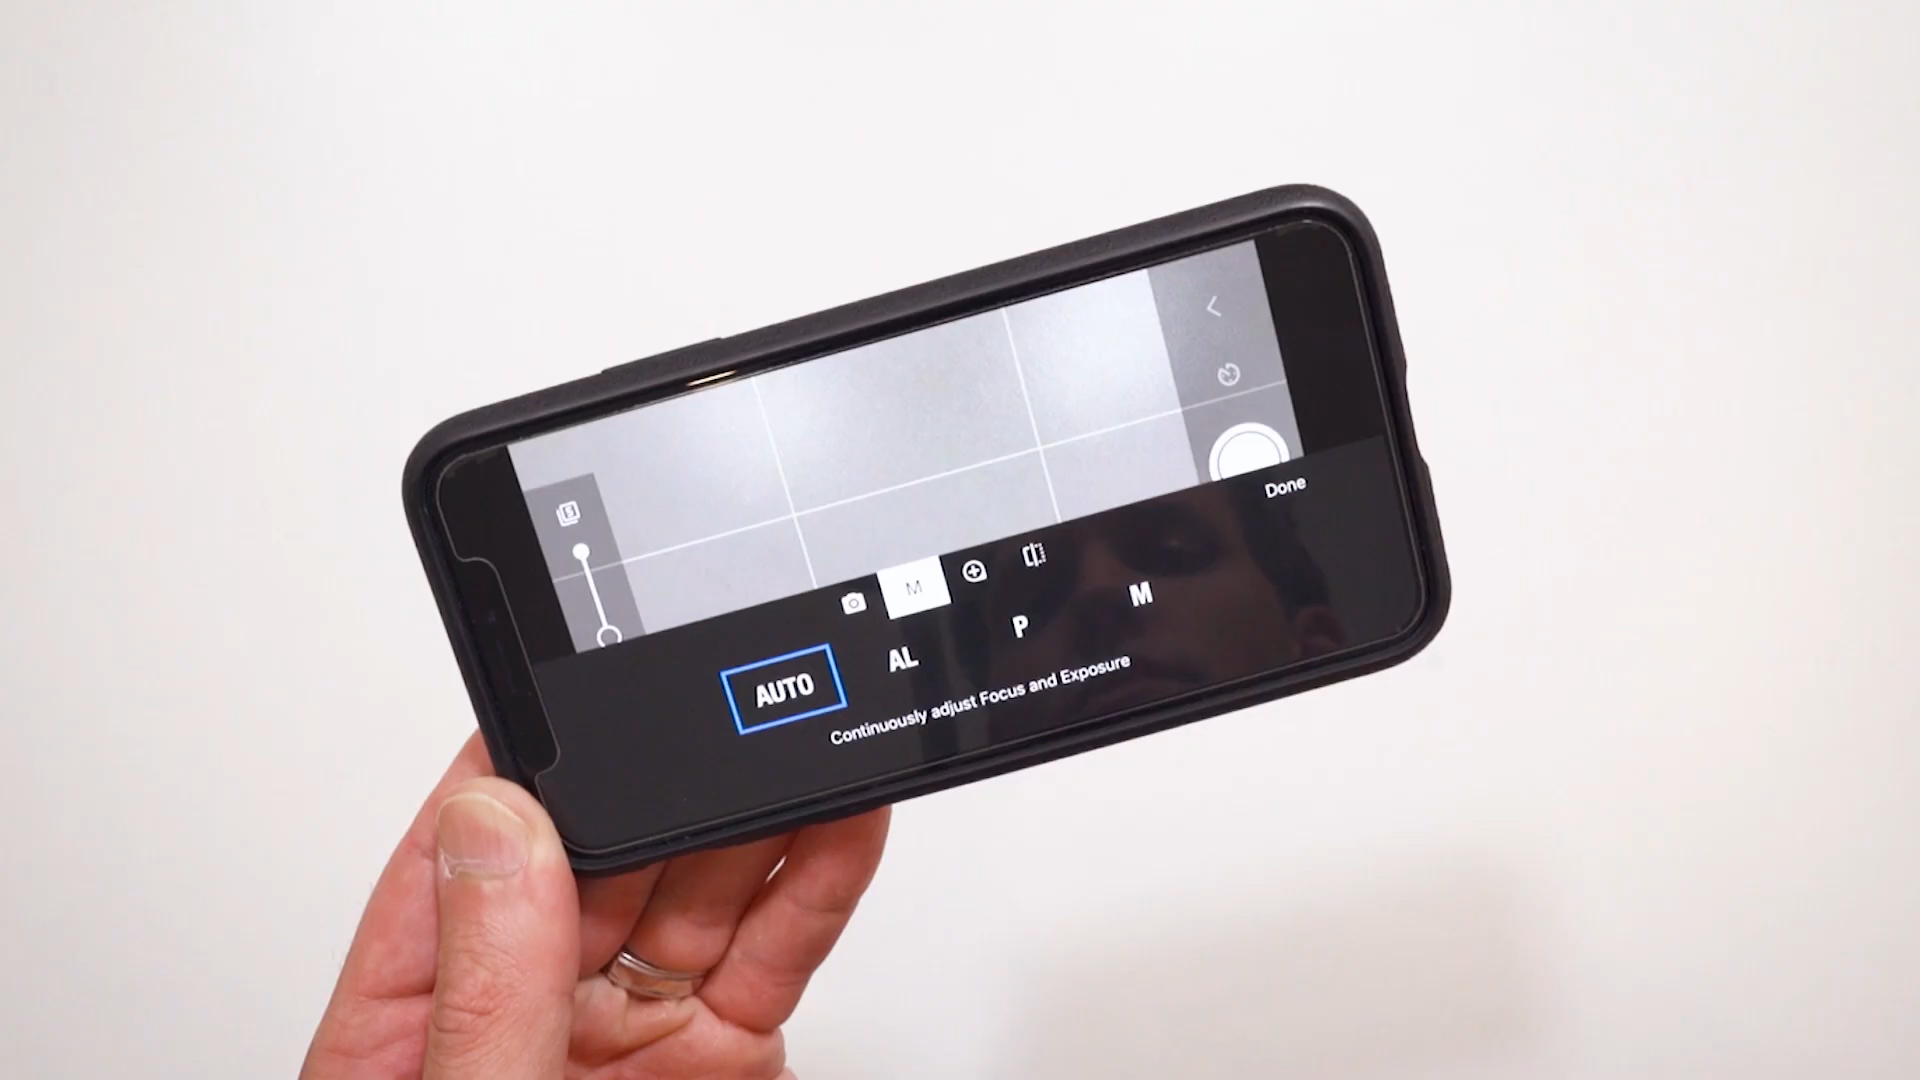 S
Done
M
AUTO AL P M
Continuously adjust Focus and Exposure